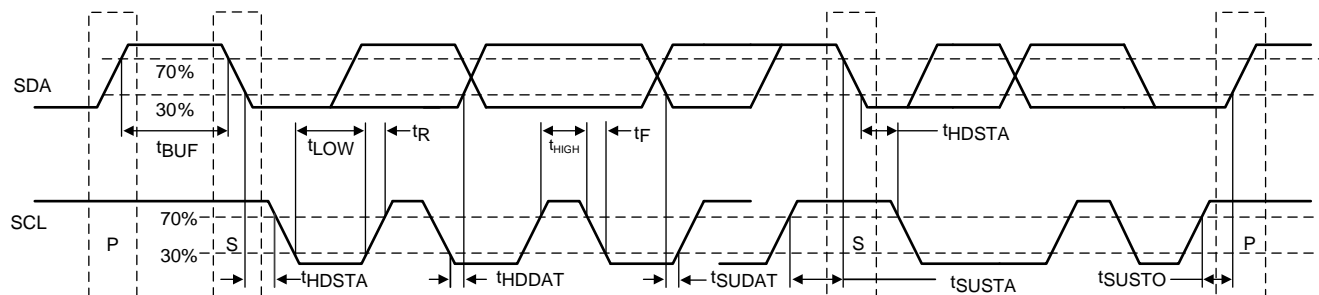 SDA
70%
30%
tBUF
tLOW
tR
tHIGH
tF
tHDSTA
SCL
70%
30%
P
S
S
P
tHDSTA
tHDDAT
tSUDAT
tSUSTA
tSUSTO